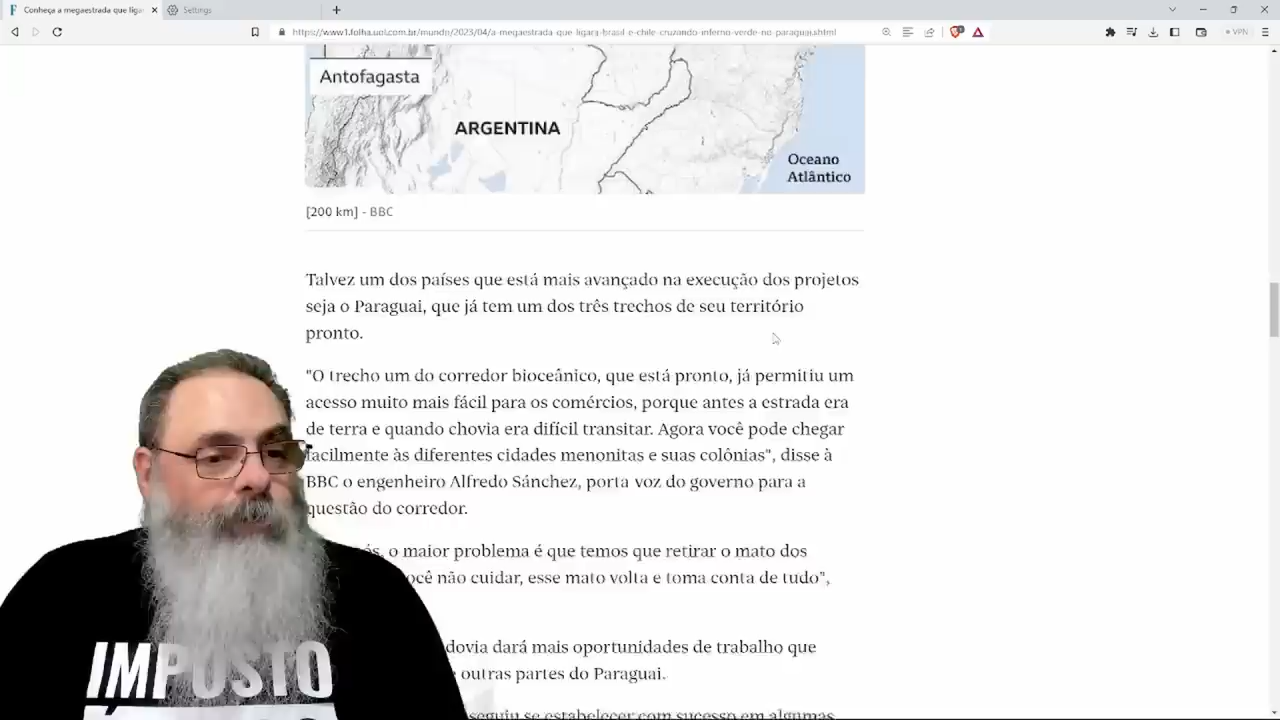 Conheça a megaestrada que liga
Settings
https://www1.folha.uol.com.br/mundo/2023/04/a-megaestrada-que-ligara-brasil-e-chile-cruzando-inferno-verde-no-paraguai.shtml
VPN
Antofagasta
ARGENTINA
Oceano
Atlântico
[200 km] - BBC
Talvez um dos países que está mais avançado na execução dos projetos
seja o Paraguai, que já tem um dos três trechos de seu território
pronto.
"O trecho um do corredor bioceânico, que está pronto, já permitiu um
acesso muito mais fácil para os comércios, porque antes a estrada era
de terra e quando chovia era difícil transitar. Agora você pode chegar
facilmente às diferentes cidades menonitas e suas colônias", disse à
BBC o engenheiro Alfredo Sánchez, porta voz do governo para a
questão do corredor.
o maior problema é que temos que retirar o mato dos
não cuidar, esse mato volta e toma conta de tudo",
dará mais oportunidades de trabalho que
outras partes do Paraguai.
se estabelecer com sucesso em algumas
IMPOSTO